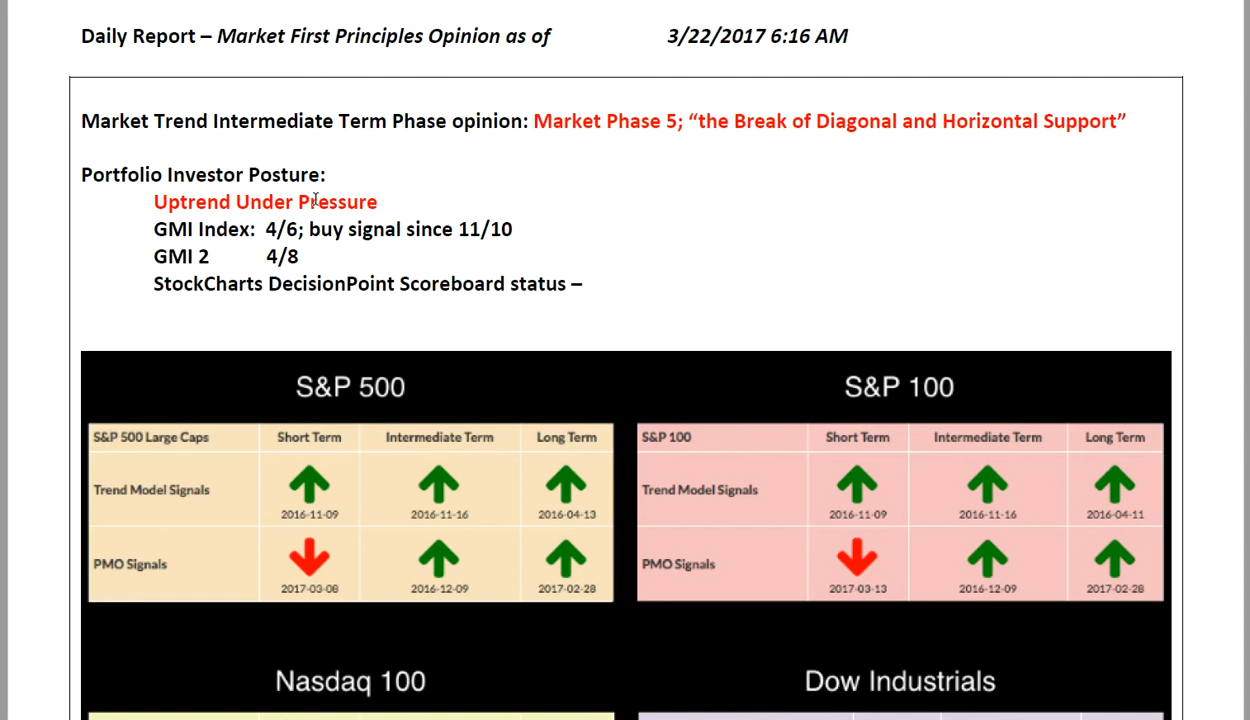 Daily Report – Market First Principles Opinion as of 3/22/2017 6:16 AM
Market Trend Intermediate Term Phase opinion: Market Phase 5; “the Break of Diagonal and Horizontal Support”
Portfolio Investor Posture:
Uptrend Under Pressure
GMI Index: 4/6; buy signal since 11/10
GMI 2 4/8
StockCharts DecisionPoint Scoreboard status –
S&P 500
S&P 500 Large Caps Short Term Intermediate Term Long Term
Trend Model Signals
2016-11-09 2016-11-16 2016-04-13
PMO Signals
2017-03-08 2016-12-09 2017-02-28
S&P 100
S&P 100 Short Term Intermediate Term Long Term
Trend Model Signals
2016-11-09 2016-11-16 2016-04-11
PMO Signals
2017-03-13 2016-12-09 2017-02-28
Nasdaq 100
Dow Industrials